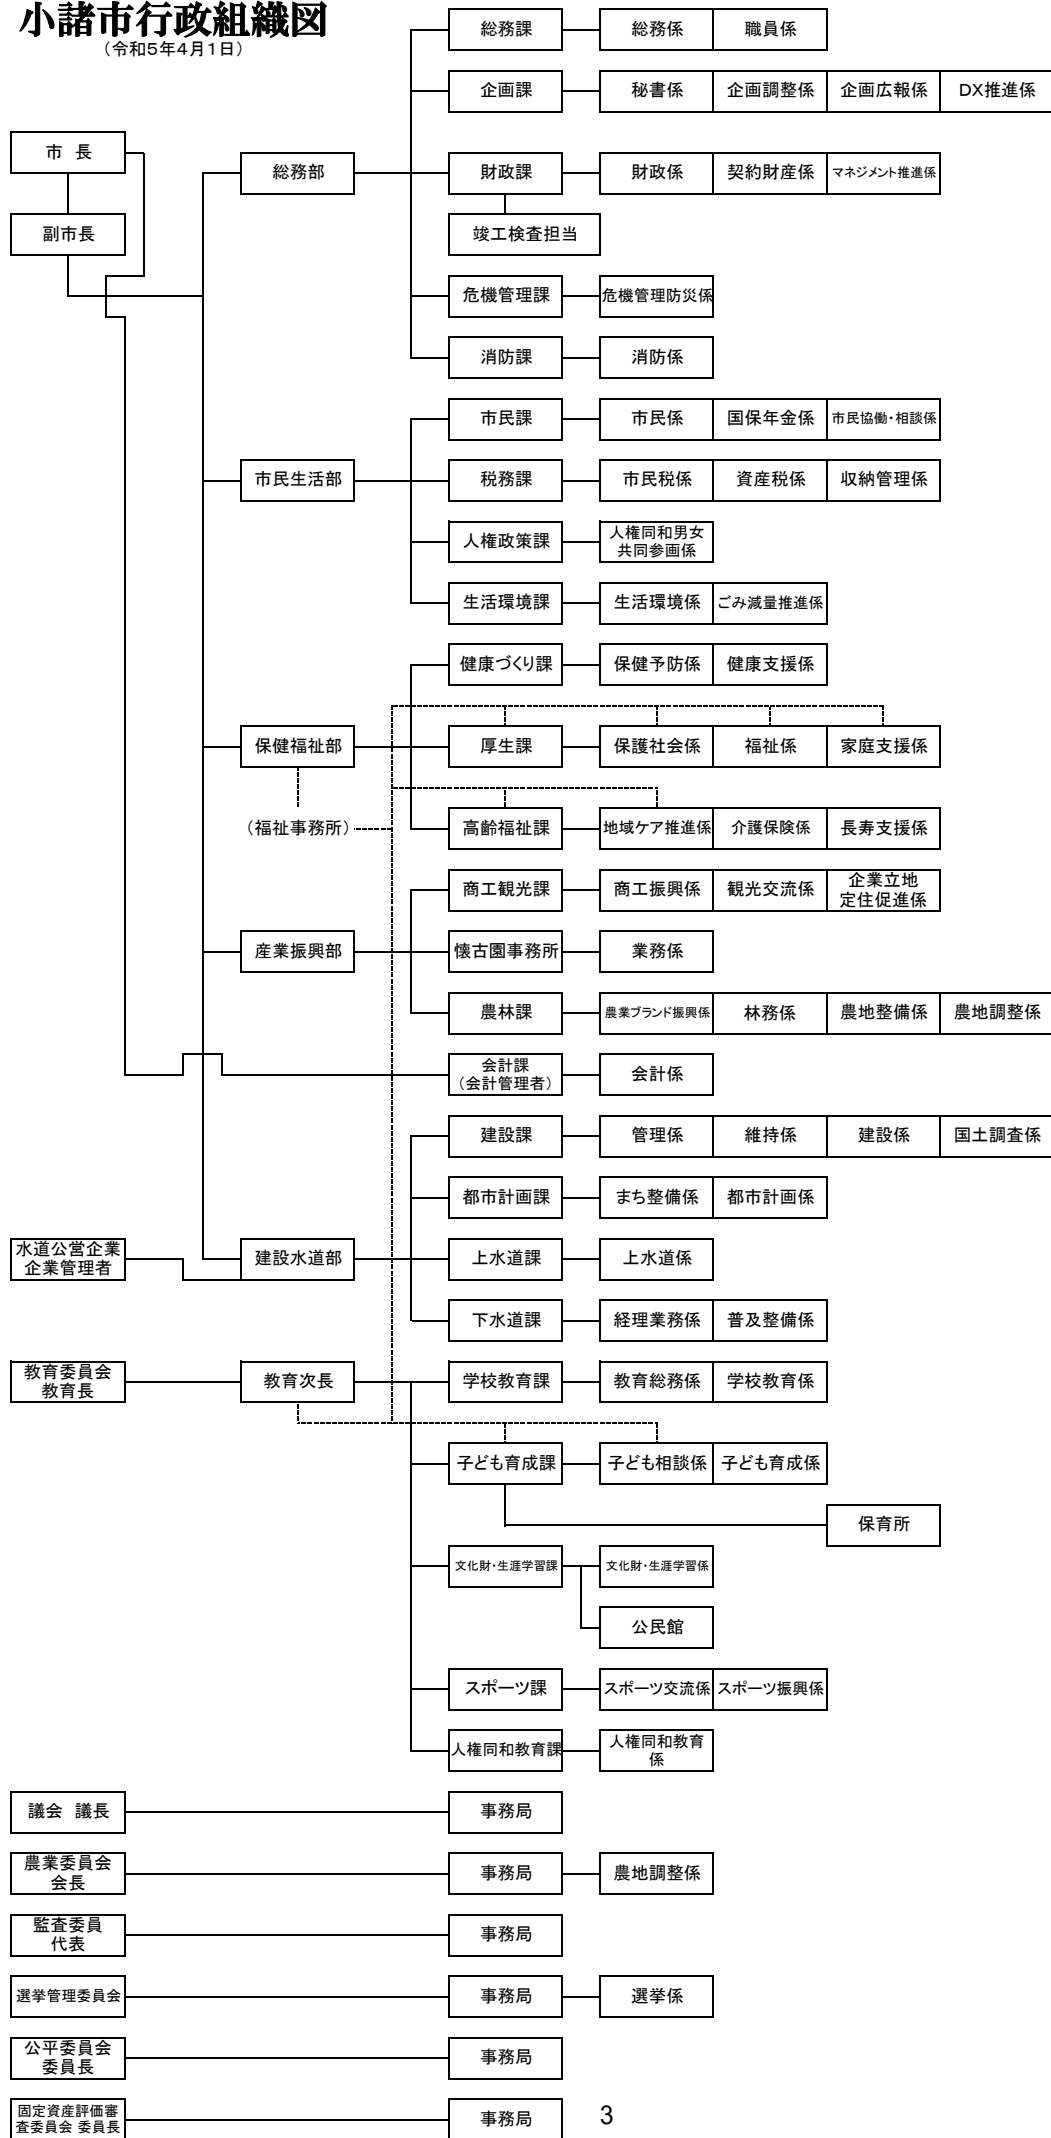 小諸市行政組織図
（令和5年4月1日）
総務課 総務係 職員係
企画課 秘書係 企画調整係 企画広報係 DX推進係
市 長
総務部 財政課 財政係 契約財産係 マネジメント推進係
副市長 竣工検査担当
危機管理課 危機管理防災係
消防課 消防係
市民課 市民係 国保年金係 市民協働・相談係
市民生活部 税務課 市民税係 資産税係 収納管理係
人権政策課 人権同和男女
共同参画係
生活環境課 生活環境係 ごみ減量推進係
健康づくり課 保健予防係 健康支援係
保健福祉部 厚生課 保護社会係 福祉係 家庭支援係
（福祉事務所） 高齢福祉課 地域ケア推進係 介護保険係 長寿支援係
商工観光課 商工振興係 観光交流係 企業立地
定住促進係
産業振興部 懐古園事務所 業務係
農林課 農業ブランド振興係 林務係 農地整備係 農地調整係
会計課
（会計管理者） 会計係
建設課 管理係 維持係 建設係 国土調査係
都市計画課 まち整備係 都市計画係
水道公営企業
企業管理者 建設水道部 上水道課 上水道係
下水道課 経理業務係 普及整備係
教育委員会
教育長 教育次長 学校教育課 教育総務係 学校教育係
子ども育成課 子ども相談係 子ども育成係
保育所
文化財・生涯学習課 文化財・生涯学習係
公民館
スポーツ課 スポーツ交流係 スポーツ振興係
人権同和教育課 人権同和教育
係
議会 議長 事務局
農業委員会
会長 事務局 農地調整係
監査委員
代表 事務局
選挙管理委員会 事務局 選挙係
公平委員会
委員長 事務局
固定資産評価審
査委員会 委員長 事務局
3